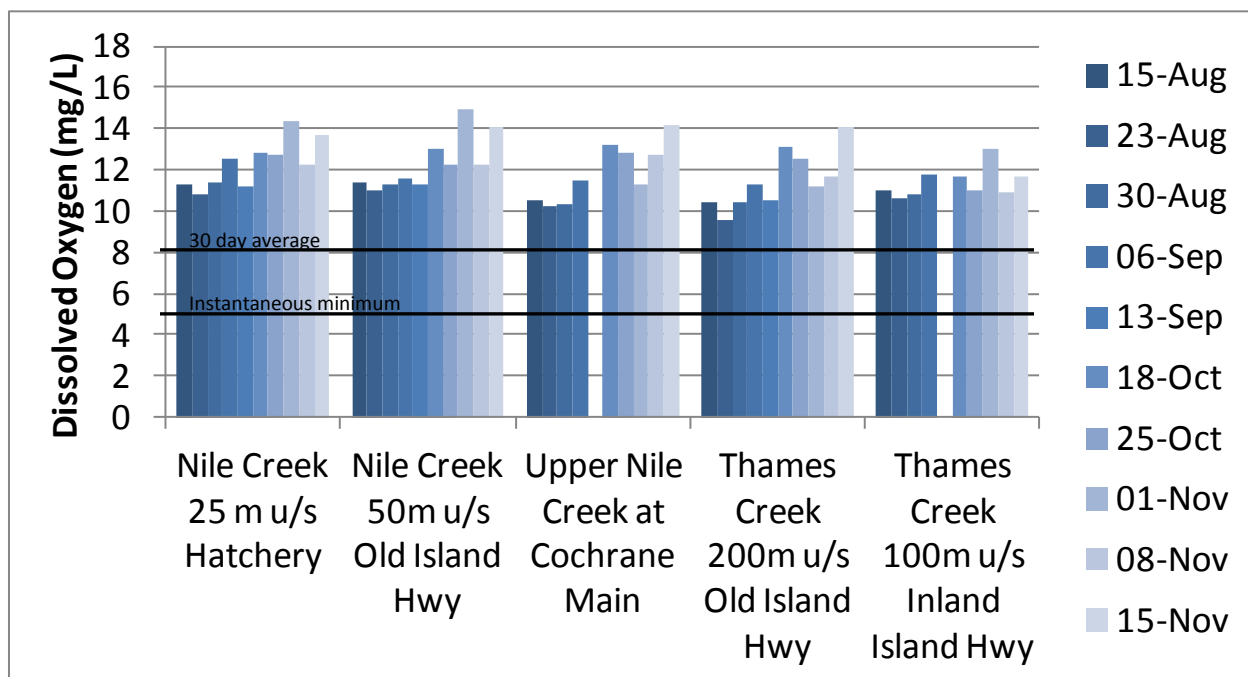 Dissolved Oxygen (mg/L)
18
16
14
12
10
8
6
4
2
0
30 day average
Instantaneous minimum
Nile Creek
25 m u/s
Hatchery
Nile Creek
50m u/s
Old Island
Hwy
Upper Nile
Creek at
Cochrane
Main
Thames
Creek
200m u/s
Old Island
Hwy
Thames
Creek
100m u/s
Inland
Island Hwy
15-Aug
23-Aug
30-Aug
06-Sep
13-Sep
18-Oct
25-Oct
01-Nov
08-Nov
15-Nov